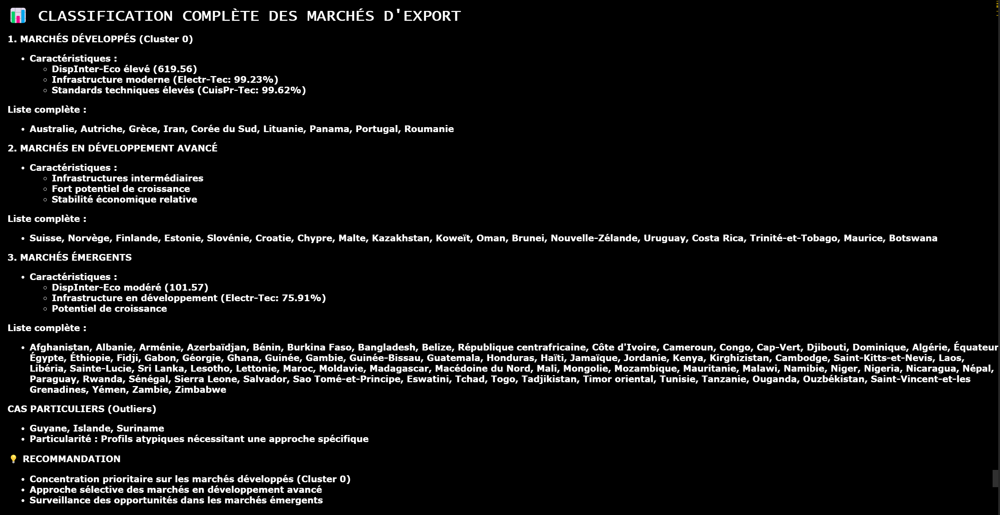 📊 CLASSIFICATION COMPLÈTE DES MARCHÉS D'EXPORT
1. MARCHÉS DÉVELOPPÉS (Cluster 0)
• Caractéristiques :
◦ DispInter-Eco élevé (619.56)
◦ Infrastructure moderne (Electr-Tec: 99.23%)
◦ Standards techniques élevés (CuisPr-Tec: 99.62%)
Liste complète :
• Australie, Autriche, Grèce, Iran, Corée du Sud, Lituanie, Panama, Portugal, Roumanie
2. MARCHÉS EN DÉVELOPPEMENT AVANCÉ
• Caractéristiques :
◦ Infrastructures intermédiaires
◦ Fort potentiel de croissance
◦ Stabilité économique relative
Liste complète :
• Suisse, Norvège, Finlande, Estonie, Slovénie, Croatie, Chypre, Malte, Kazakhstan, Koweït, Oman, Brunei, Nouvelle-Zélande, Uruguay, Costa Rica, Trinité-et-Tobago, Maurice, Botswana
3. MARCHÉS ÉMERGENTS
• Caractéristiques :
◦ DispInter-Eco modéré (101.57)
◦ Infrastructure en développement (Electr-Tec: 75.91%)
◦ Potentiel de croissance
Liste complète :
• Afghanistan, Albanie, Arménie, Azerbaïdjan, Bénin, Burkina Faso, Bangladesh, Belize, République centrafricaine, Côte d'Ivoire, Cameroun, Congo, Cap-Vert, Djibouti, Dominique, Algérie, Équateur
Égypte, Éthiopie, Fidji, Gabon, Géorgie, Ghana, Guinée, Gambie, Guinée-Bissau, Guatemala, Honduras, Haïti, Jamaïque, Jordanie, Kenya, Kirghizistan, Cambodge, Saint-Kitts-et-Nevis, Laos,
Libéria, Sainte-Lucie, Sri Lanka, Lesotho, Lettonie, Maroc, Moldavie, Madagascar, Macédoine du Nord, Mali, Mongolie, Mozambique, Mauritanie, Malawi, Namibie, Niger, Nigeria, Nicaragua, Népal,
Paraguay, Rwanda, Sénégal, Sierra Leone, Salvador, Sao Tomé-et-Principe, Eswatini, Tchad, Togo, Tadjikistan, Timor oriental, Tunisie, Tanzanie, Ouganda, Ouzbékistan, Saint-Vincent-et-les
Grenadines, Yémen, Zambie, Zimbabwe
CAS PARTICULIERS (Outliers)
• Guyane, Islande, Suriname
• Particularité : Profils atypiques nécessitant une approche spécifique
💡 RECOMMANDATION
• Concentration prioritaire sur les marchés développés (Cluster 0)
• Approche sélective des marchés en développement avancé
• Surveillance des opportunités dans les marchés émergents